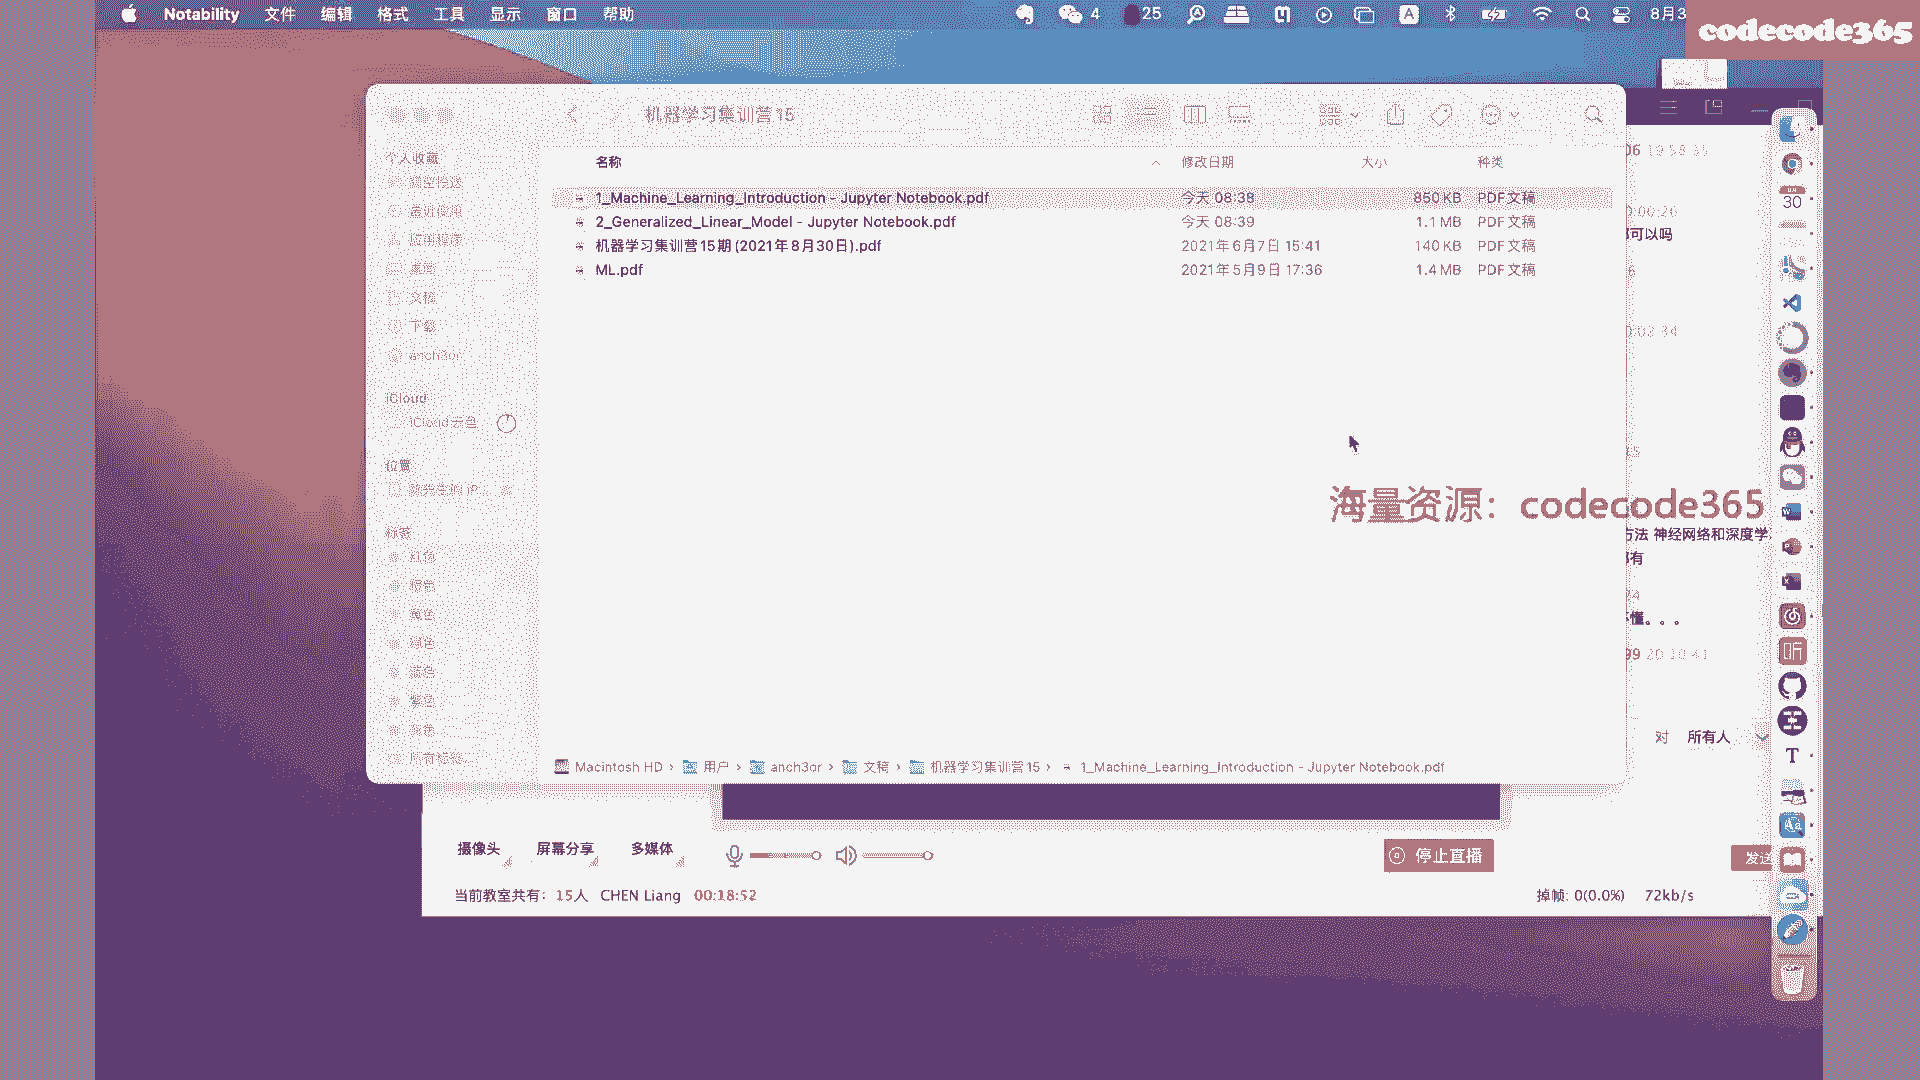 Notability 文件 编辑 格式 工具 显示 窗口 帮助 4 25 A 8月3
codecode365
机器学习集训营15
个人收藏
隔空投送
最近使用
应用程序
桌面
文稿
下载
anch3or
iCloud
iCloud云盘
位置
标签
红色
橙色
黄色
绿色
蓝色
紫色
灰色
所有标签...
名称 修改日期 大小 种类
1_Machine_Learning_Introduction - Jupyter Notebook.pdf 今天 08:38 850 KB PDF文稿
2_Generalized_Linear_Model - Jupyter Notebook.pdf 今天 08:39 1.1 MB PDF文稿
机器学习集训营15期 (2021年8月30日).pdf 2021年6月7日 15:41 140 KB PDF文稿
ML.pdf 2021年5月9日 17:36 1.4 MB PDF文稿
Macintosh HD › 用户 › anch3or › 文稿 › 机器学习集训营15 › 1_Machine_Learning_Introduction - Jupyter Notebook.pdf
海量资源：codecode365
06 19:58:35
0:00:26
都可以吗
0:02:34
方法 神经网络和深度学
都有
懂。。。
99 20:10:41
对 所有人
30
摄像头 屏幕分享 多媒体 停止直播 发送
当前教室共有: 15人 CHEN Liang 00:18:52 掉帧: 0(0.0%) 72kb/s